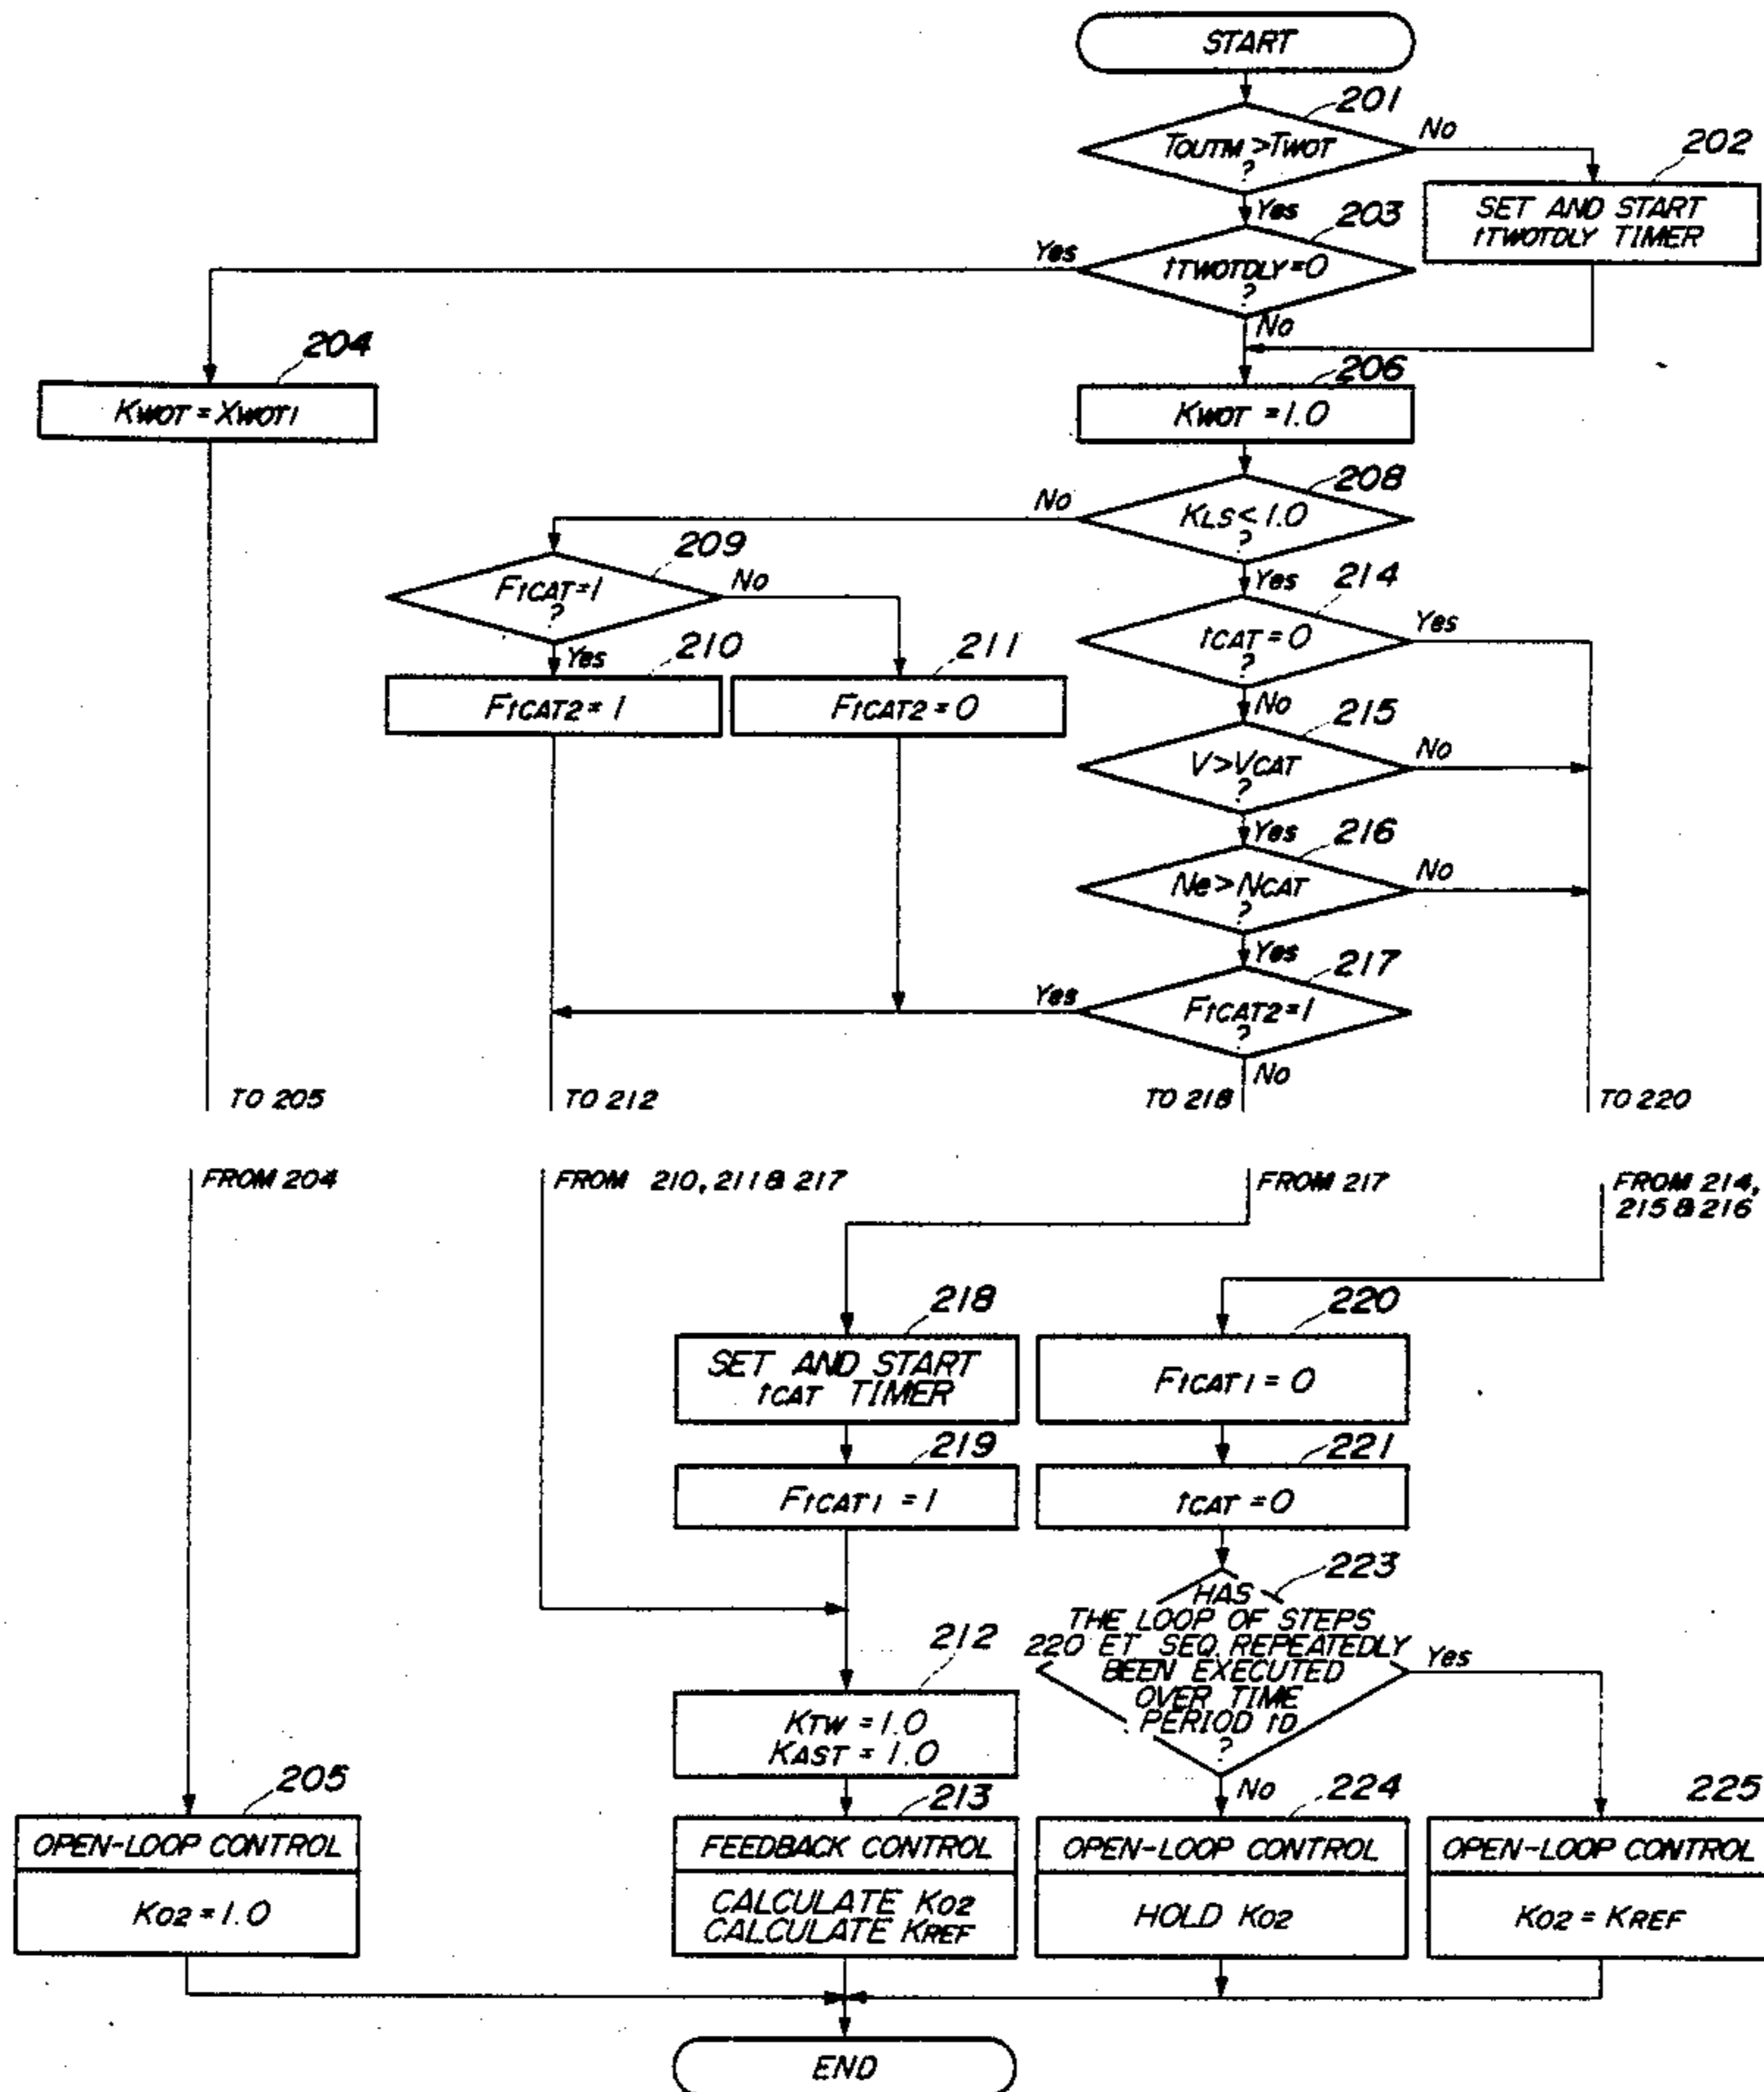 START
201
TOUTM>TWOT
?
No
202
SET AND START
tTWOTDLY TIMER
Yes
203
Yes
tTWOTDLY=0
?
No
204
KWOT=XWOT1
206
KWOT=1.0
208
No
KLS<1.0
?
209
FtCAT=1
?
No
Yes
214
tCAT=0
?
Yes
Yes
210
FtCAT2=1
211
FtCAT2=0
No
215
V>VCAT
?
No
Yes
216
Ne>NCAT
?
No
Yes
217
Yes
FtCAT2=1
?
No
TO 205
TO 212
TO 218
TO 220
FROM 204
FROM 210, 211 & 217
FROM 217
FROM 214,
215 & 216
218
SET AND START
tCAT TIMER
220
FtCAT1=0
219
FtCAT1=1
221
tCAT=0
223
HAS
THE LOOP OF STEPS
220 ET SEQ. REPEATEDLY
BEEN EXECUTED
OVER TIME
PERIOD tD
?
Yes
No
212
KTW=1.0
KAST=1.0
205
OPEN-LOOP CONTROL
KO2=1.0
213
FEEDBACK CONTROL
CALCULATE KO2
CALCULATE KREF
224
OPEN-LOOP CONTROL
HOLD KO2
225
OPEN-LOOP CONTROL
KO2=KREF
END